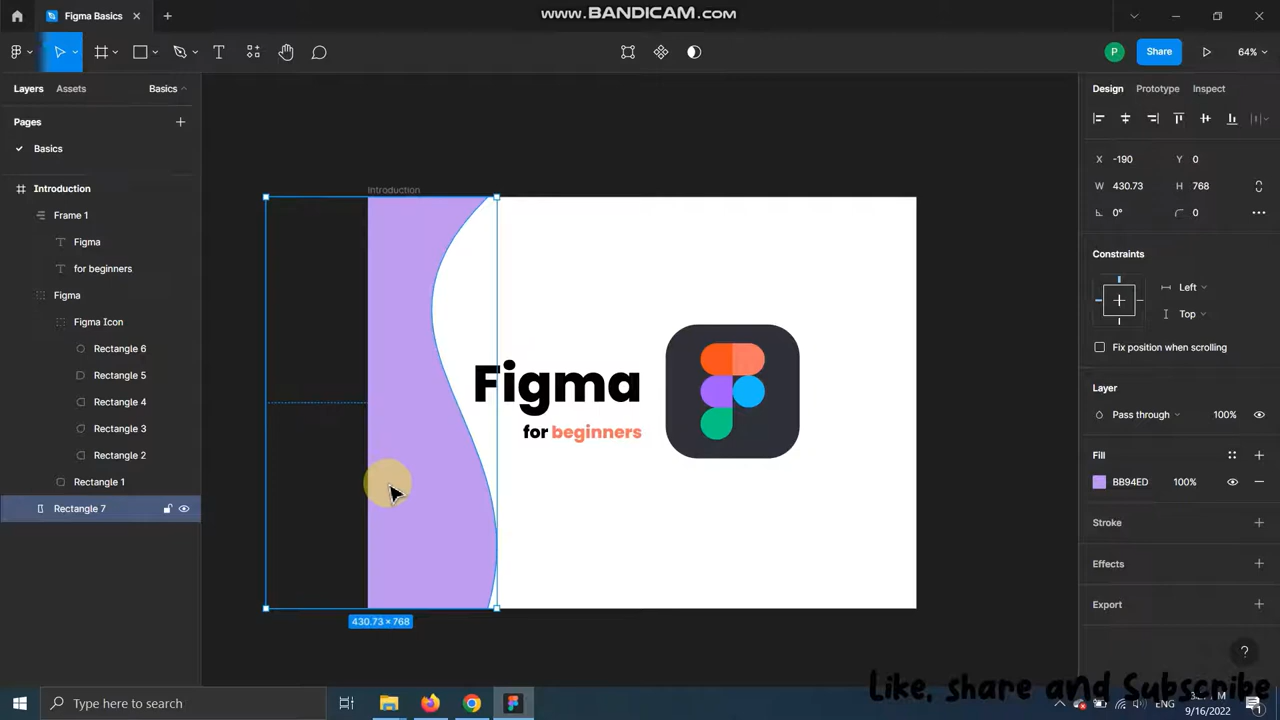 Figma Basics
www.BANDICAM.com
Share
64%
Layers
Assets
Basics
Design
Prototype
Inspect
Pages
Basics
Introduction
Introduction
X -190
Y 0
W 430.73
H 768
0°
0
Frame 1
Figma
for beginners
Constraints
Figma
Left
Figma Icon
Top
Rectangle 6
Fix position when scrolling
Rectangle 5
Layer
Figma
Rectangle 4
Pass through
100%
Rectangle 3
for beginners
Rectangle 2
Fill
Rectangle 1
BB94ED
100%
Rectangle 7
Stroke
Effects
Export
430.73 × 768
P
?
Like, share and Subscribe
Type here to search
ENG
9/16/2022